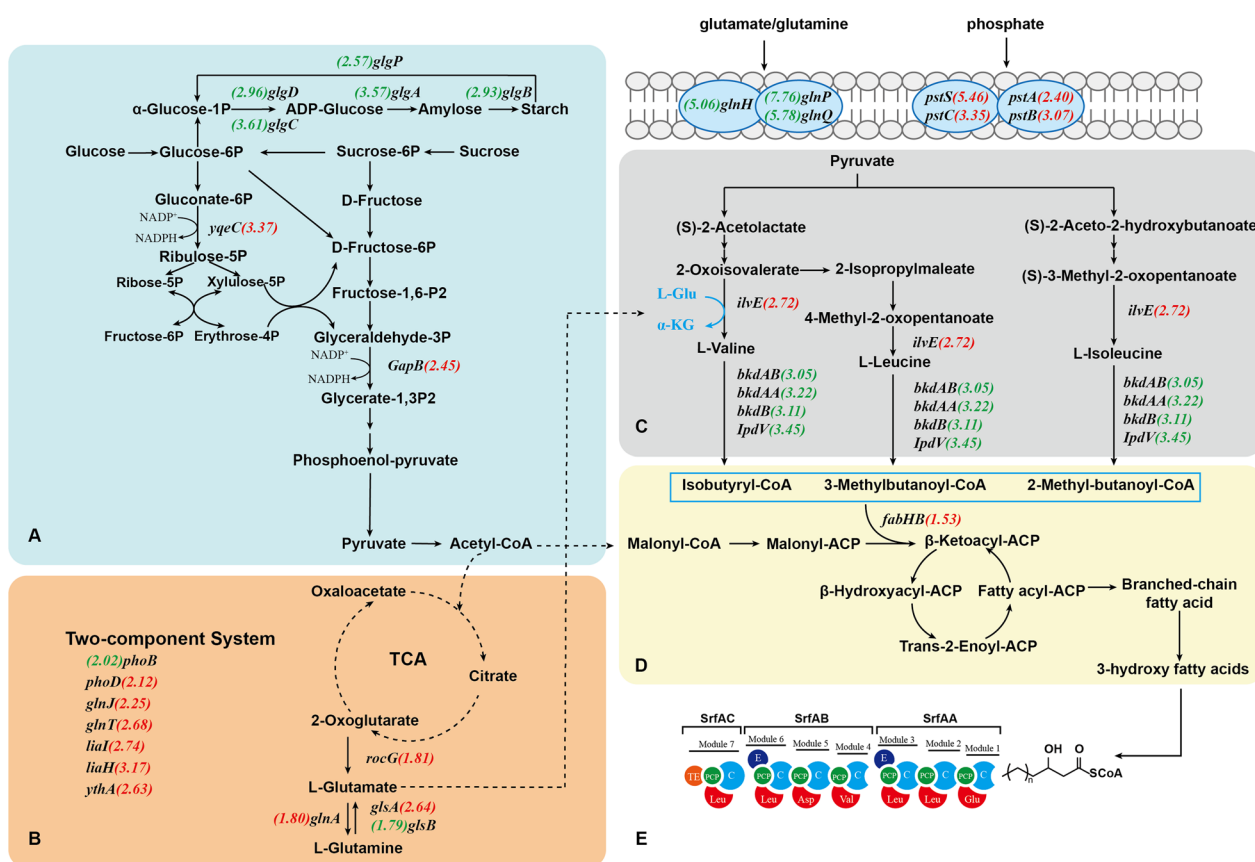 glutamate/glutamine
phosphate
(5.06)glnH
(7.76)glnP
(5.78)glnQ
pstS(5.46)
pstC(3.35)
pstA(2.40)
pstB(3.07)
(2.57)glgP
(2.96)glgD
(3.57)glgA
(2.93)glgB
α-Glucose-1P
ADP-Glucose
Amylose
Starch
(3.61)glgC
Glucose
Glucose-6P
Sucrose-6P
Sucrose
Gluconate-6P
D-Fructose
NADP⁺
yqeC(3.37)
NADPH
D-Fructose-6P
Ribulose-5P
Ribose-5P
Xylulose-5P
Fructose-1,6-P2
Fructose-6P
Erythrose-4P
Glyceraldehyde-3P
NADP⁺
GapB(2.45)
NADPH
Glycerate-1,3P2
Phosphoenol-pyruvate
A
Pyruvate
Acetyl-CoA
Oxaloacetate
Two-component System
(2.02)phoB
phoD(2.12)
glnJ(2.25)
glnT(2.68)
liaI(2.74)
liaH(3.17)
ythA(2.63)
TCA
Citrate
2-Oxoglutarate
rocG(1.81)
L-Glutamate
(1.80)glnA
glsA(2.64)
(1.79)glsB
L-Glutamine
B
Pyruvate
(S)-2-Acetolactate
(S)-2-Aceto-2-hydroxybutanoate
2-Oxoisovalerate
2-Isopropylmaleate
(S)-3-Methyl-2-oxopentanoate
L-Glu
ilvE(2.72)
α-KG
4-Methyl-2-oxopentanoate
ilvE(2.72)
ilvE(2.72)
L-Valine
L-Leucine
L-Isoleucine
bkdAB(3.05)
bkdAA(3.22)
bkdB(3.11)
IpdV(3.45)
bkdAB(3.05)
bkdAA(3.22)
bkdB(3.11)
IpdV(3.45)
bkdAB(3.05)
bkdAA(3.22)
bkdB(3.11)
IpdV(3.45)
C
Isobutyryl-CoA
3-Methylbutanoyl-CoA
2-Methyl-butanoyl-CoA
fabHB(1.53)
Malonyl-CoA
Malonyl-ACP
β-Ketoacyl-ACP
β-Hydroxyacyl-ACP
Fatty acyl-ACP
Branched-chain
fatty acid
Trans-2-Enoyl-ACP
D
3-hydroxy fatty acids
SrfAC
SrfAB
SrfAA
Module 7
Module 6
Module 5
Module 4
Module 3
Module 2
Module 1
E
E
TE
PCP
C
PCP
C
PCP
C
PCP
C
PCP
C
PCP
C
PCP
C
Leu
Leu
Asp
Val
Leu
Leu
Glu
OH
O
n
SCoA
E